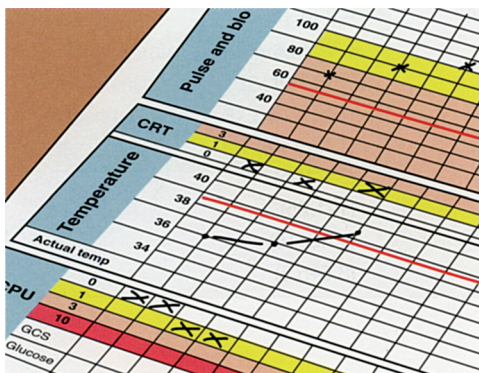 Pulse and blo
100
80
60
40
CRT
3
1
0
Temperature
40
38
36
34
Actual temp
CPU
0
1
3
10
GCS
Glucose